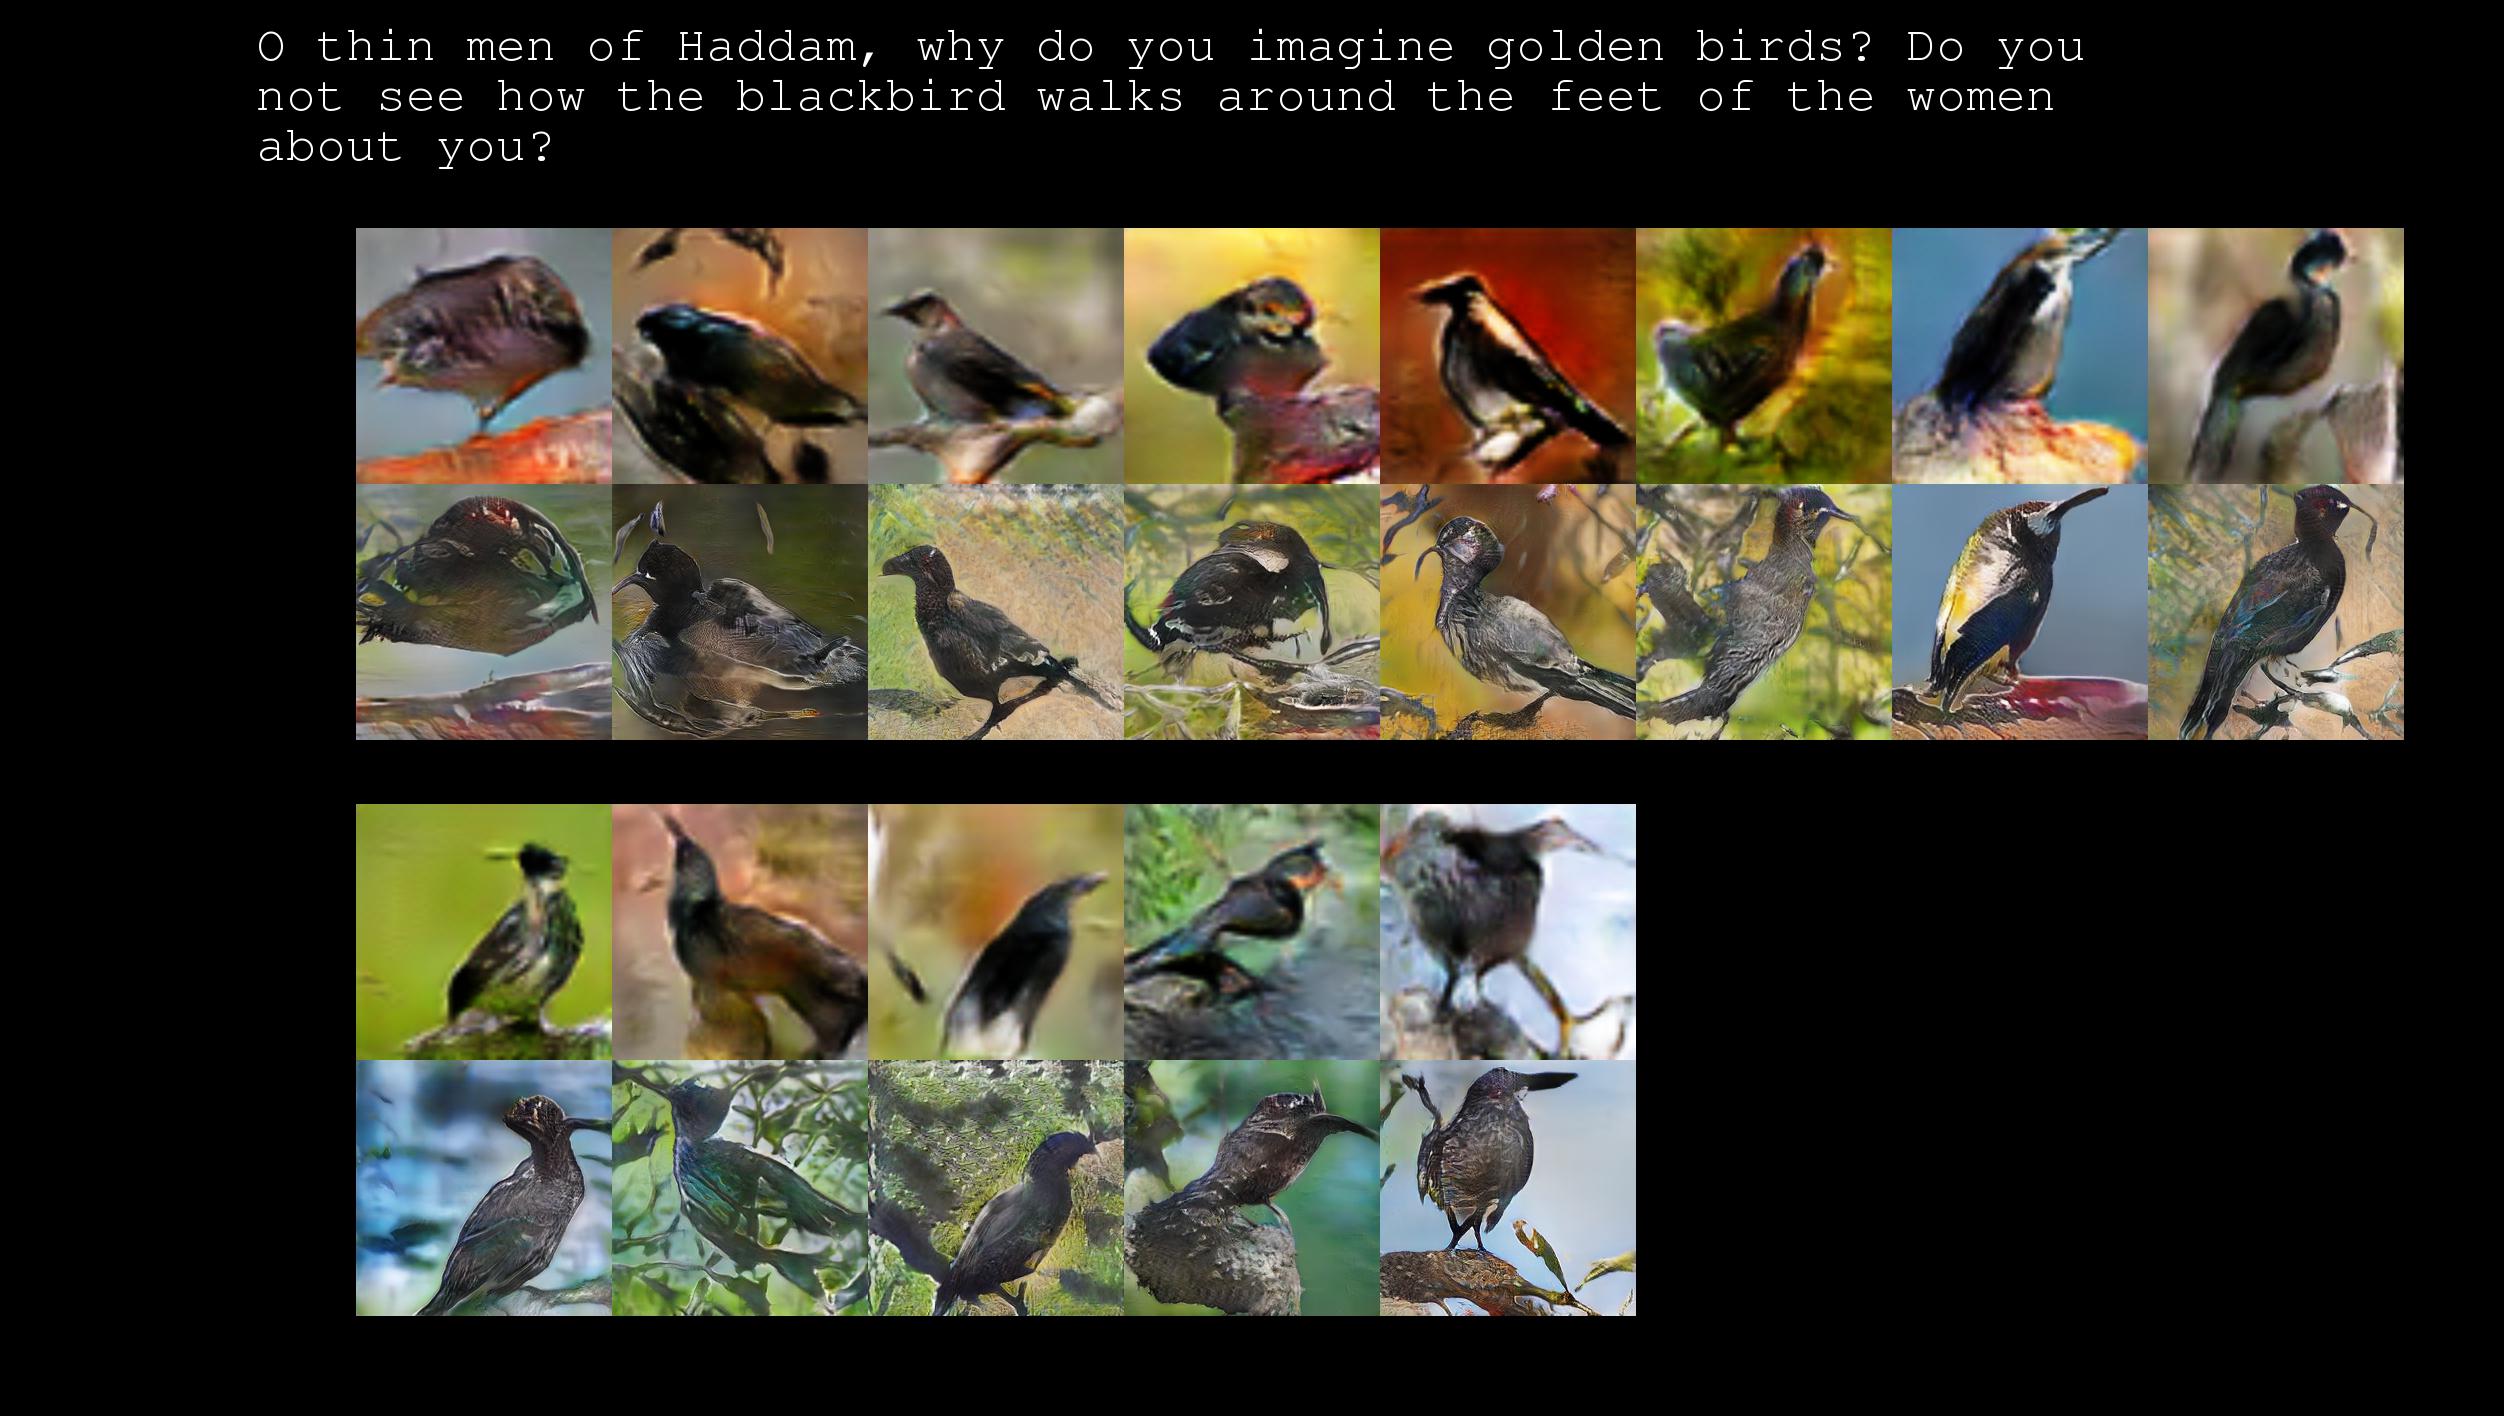 O thin men of Haddam, why do you imagine golden birds? Do you
not see how the blackbird walks around the feet of the women
about you?